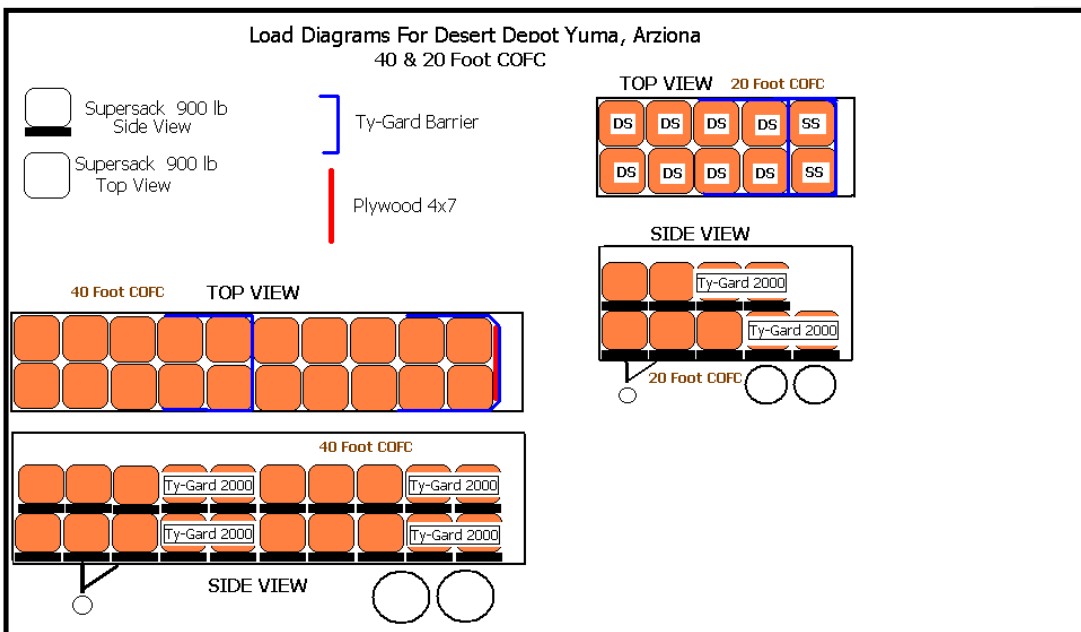 Load Diagrams For Desert Depot Yuma, Arziona
40 & 20 Foot COFC
Supersack 900 lb
Side View
Supersack 900 lb
Top View
Ty-Gard Barrier
Plywood 4x7
TOP VIEW 20 Foot COFC
DS DS DS DS SS
DS DS DS DS SS
SIDE VIEW
Ty-Gard 2000
Ty-Gard 2000
20 Foot COFC
40 Foot COFC TOP VIEW
40 Foot COFC
Ty-Gard 2000 Ty-Gard 2000
Ty-Gard 2000 Ty-Gard 2000
SIDE VIEW